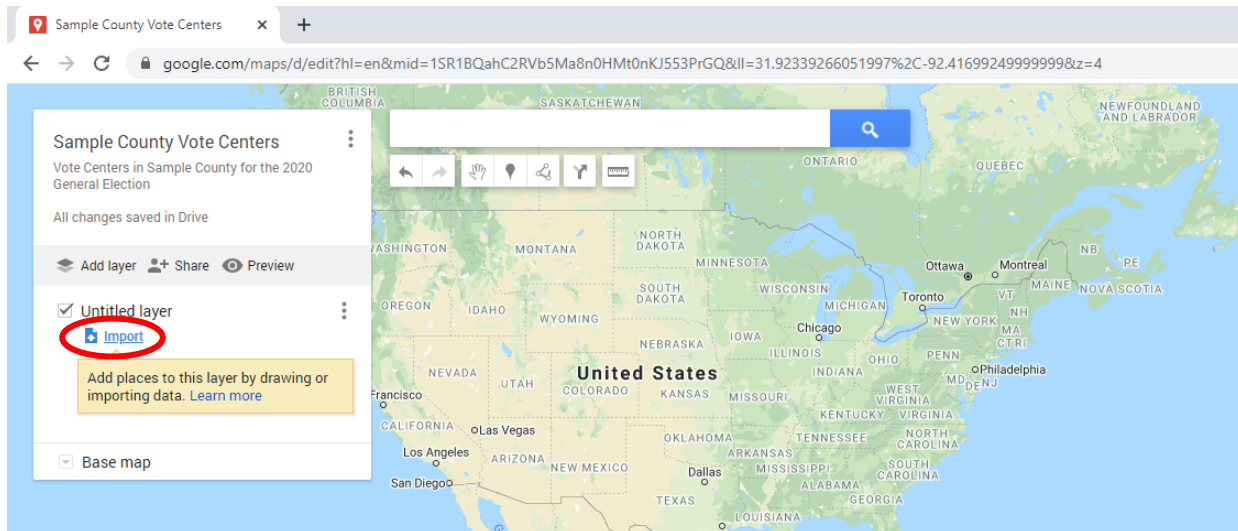 Sample County Vote Centers
google.com/maps/d/edit?hl=en&mid=1SR1BQahC2RVb5Ma8n0HMt0nKJ553PrGQ&ll=31.92339266051997%2C-92.41699249999999&z=4
Sample County Vote Centers
Vote Centers in Sample County for the 2020
General Election
All changes saved in Drive
Add layer Share Preview
Untitled layer
Import
Add places to this layer by drawing or
importing data. Learn more
Base map
BRITISH
COLUMBIA
SASKATCHEWAN
NEWFOUNDLAND
AND LABRADOR
ONTARIO
QUEBEC
WASHINGTON
MONTANA
NORTH
DAKOTA
MINNESOTA
Ottawa
Montreal
NB
PE
MAINE
NOVA SCOTIA
OREGON
IDAHO
WYOMING
SOUTH
DAKOTA
WISCONSIN
MICHIGAN
Toronto
VT
NH
NEW YORK
MA
CT RI
Chicago
IOWA
NEBRASKA
ILLINOIS
INDIANA
OHIO
PENN
Philadelphia
NEVADA
UTAH
United States
COLORADO
KANSAS
MISSOURI
WEST
VIRGINIA
MD
DE
NJ
KENTUCKY
VIRGINIA
Francisco
CALIFORNIA
Las Vegas
Los Angeles
ARIZONA
NEW MEXICO
OKLAHOMA
ARKANSAS
TENNESSEE
NORTH
CAROLINA
San Diego
Dallas
MISSISSIPPI
SOUTH
CAROLINA
ALABAMA
TEXAS
GEORGIA
LOUISIANA